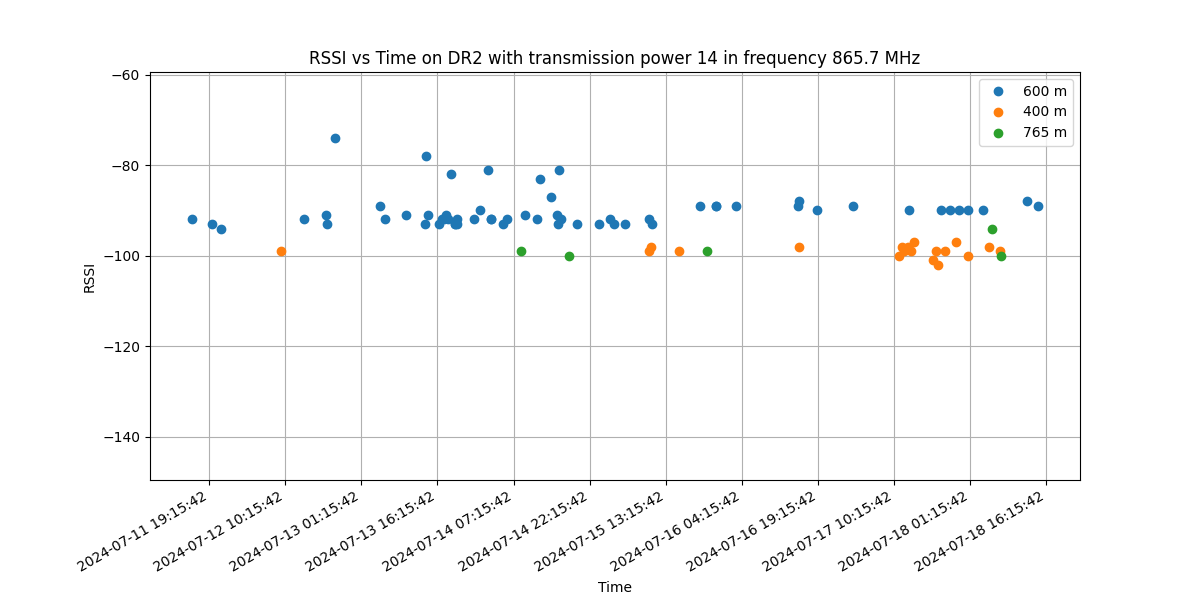 RSSI vs Time on DR2 with transmission power 14 in frequency 865.7 MHz
600 m
400 m
765 m
−60
−80
−100
−120
−140
RSSI
2024-07-11 19:15:42
2024-07-12 10:15:42
2024-07-13 01:15:42
2024-07-13 16:15:42
2024-07-14 07:15:42
2024-07-14 22:15:42
2024-07-15 13:15:42
2024-07-16 04:15:42
2024-07-16 19:15:42
2024-07-17 10:15:42
2024-07-18 01:15:42
2024-07-18 16:15:42
Time